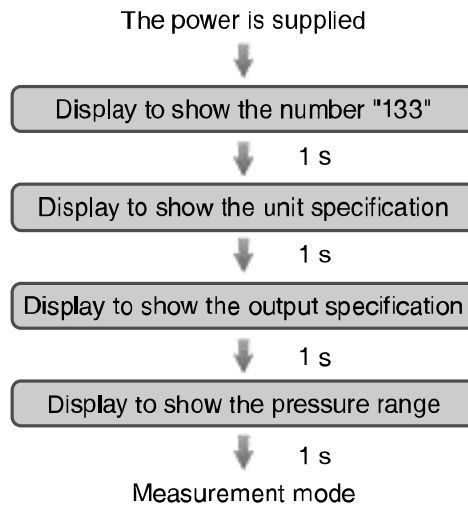 The power is supplied
Display to show the number "133"
1 s
Display to show the unit specification
1 s
Display to show the output specification
1 s
Display to show the pressure range
1 s
Measurement mode